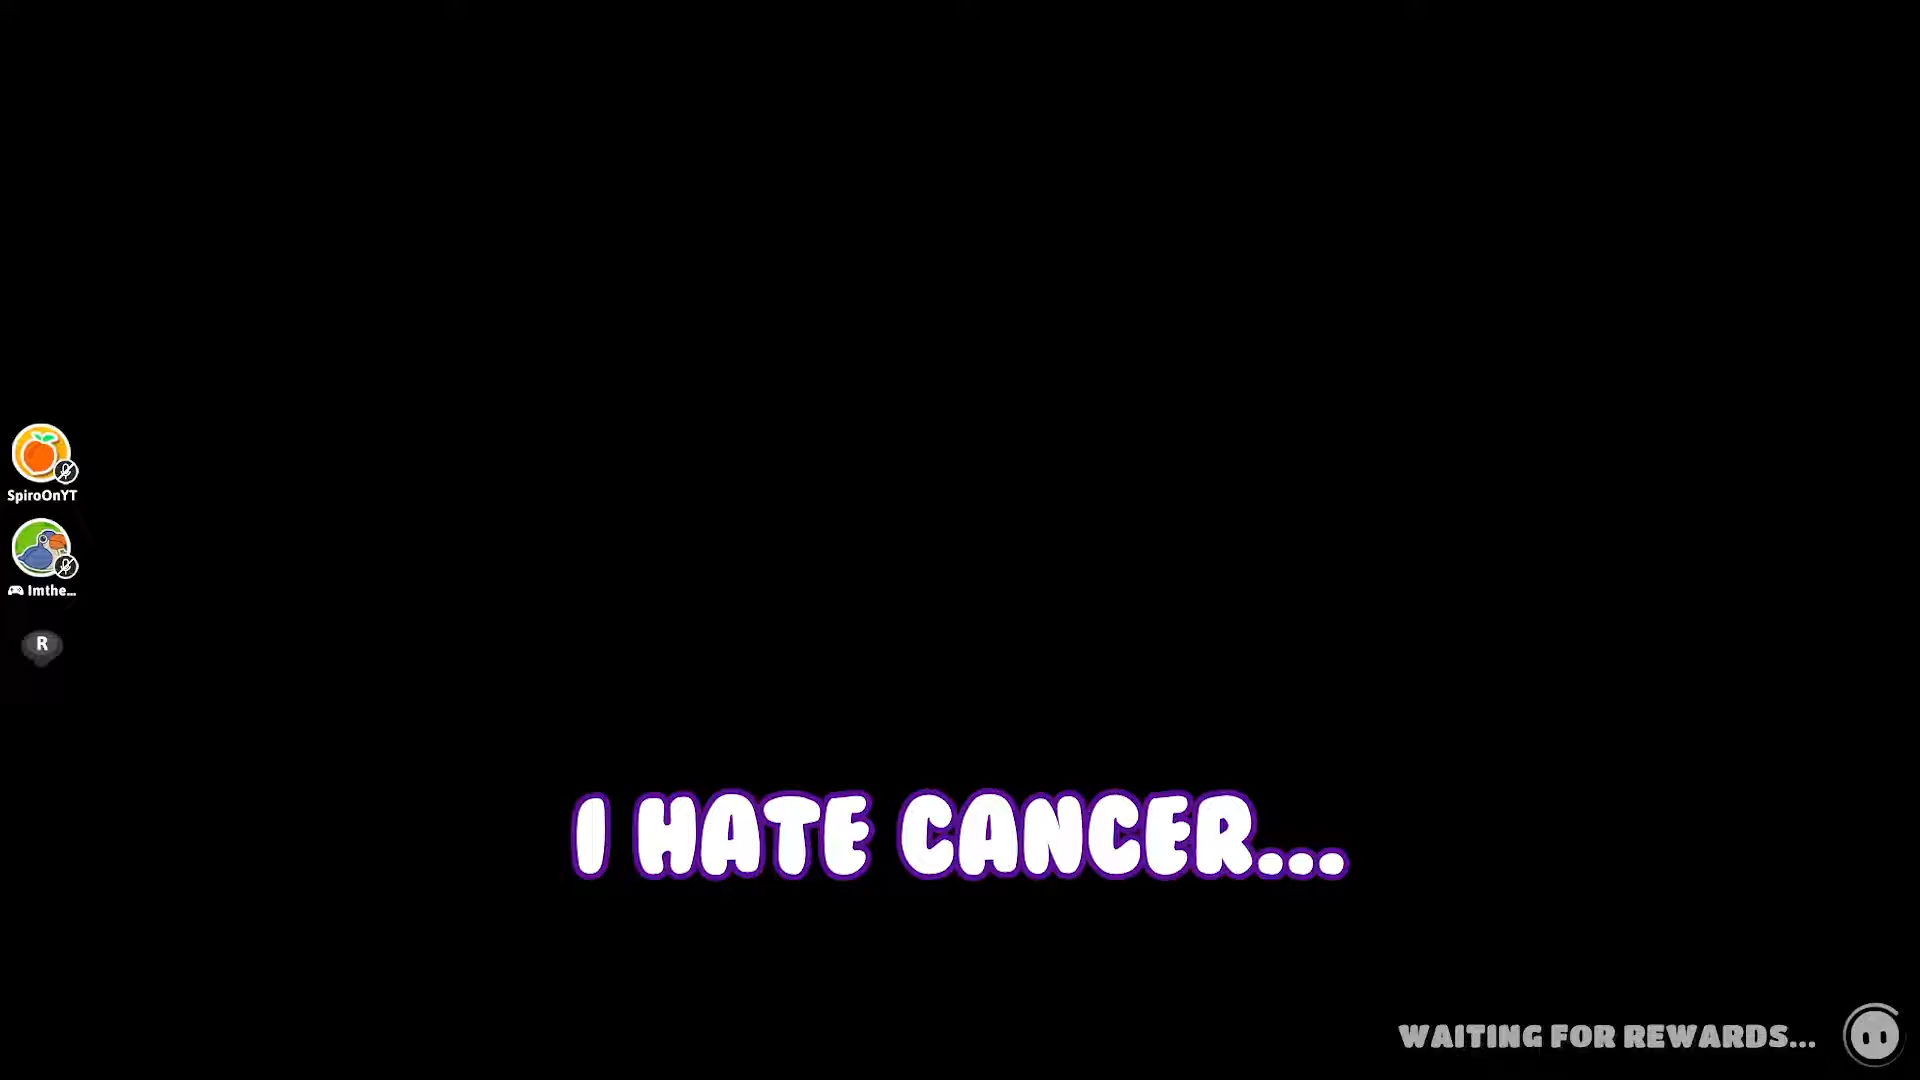 SpiroOnYT
Imthe...
R
I HATE CANCER...
WAITING FOR REWARDS...